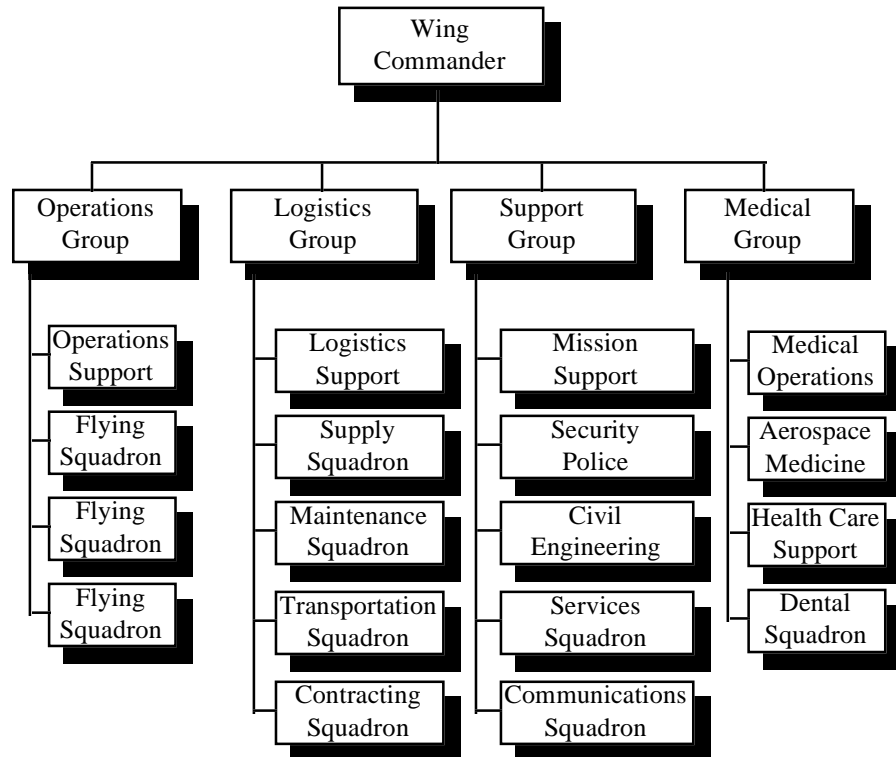 Wing
Commander
Operations
Group
Logistics
Group
Support
Group
Medical
Group
Operations
Support
Flying
Squadron
Flying
Squadron
Flying
Squadron
Logistics
Support
Supply
Squadron
Maintenance
Squadron
Transportation
Squadron
Contracting
Squadron
Mission
Support
Security
Police
Civil
Engineering
Services
Squadron
Communications
Squadron
Medical
Operations
Aerospace
Medicine
Health Care
Support
Dental
Squadron